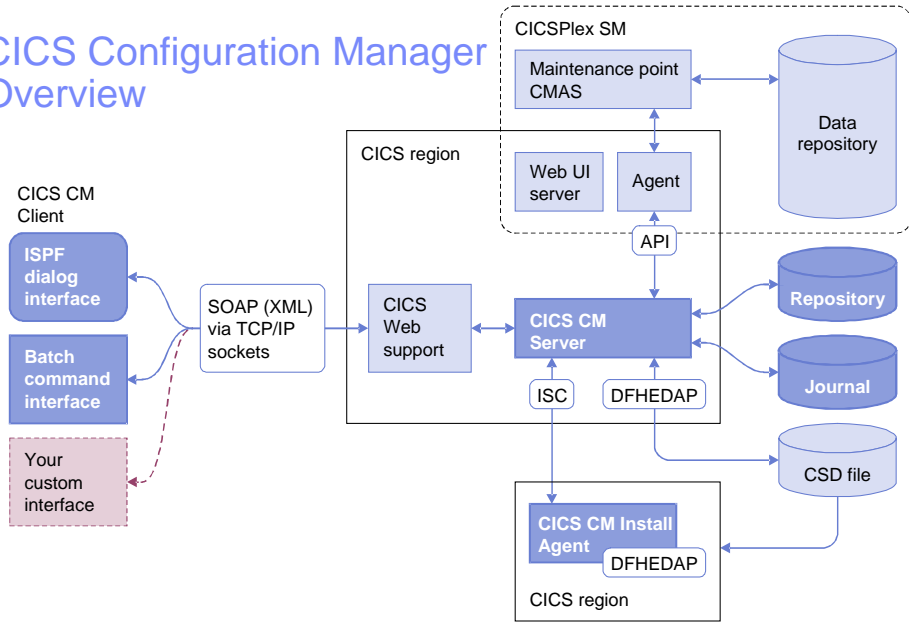 CICS Configuration Manager
Overview
CICSPlex SM
Maintenance point
CMAS
Data
repository
CICS region
Web UI
server
Agent
API
CICS CM
Client
ISPF
dialog
interface
Batch
command
interface
Your
custom
interface
SOAP (XML)
via TCP/IP
sockets
CICS
Web
support
CICS CM
Server
Repository
Journal
ISC
DFHEDAP
CSD file
CICS CM Install
Agent
DFHEDAP
CICS region